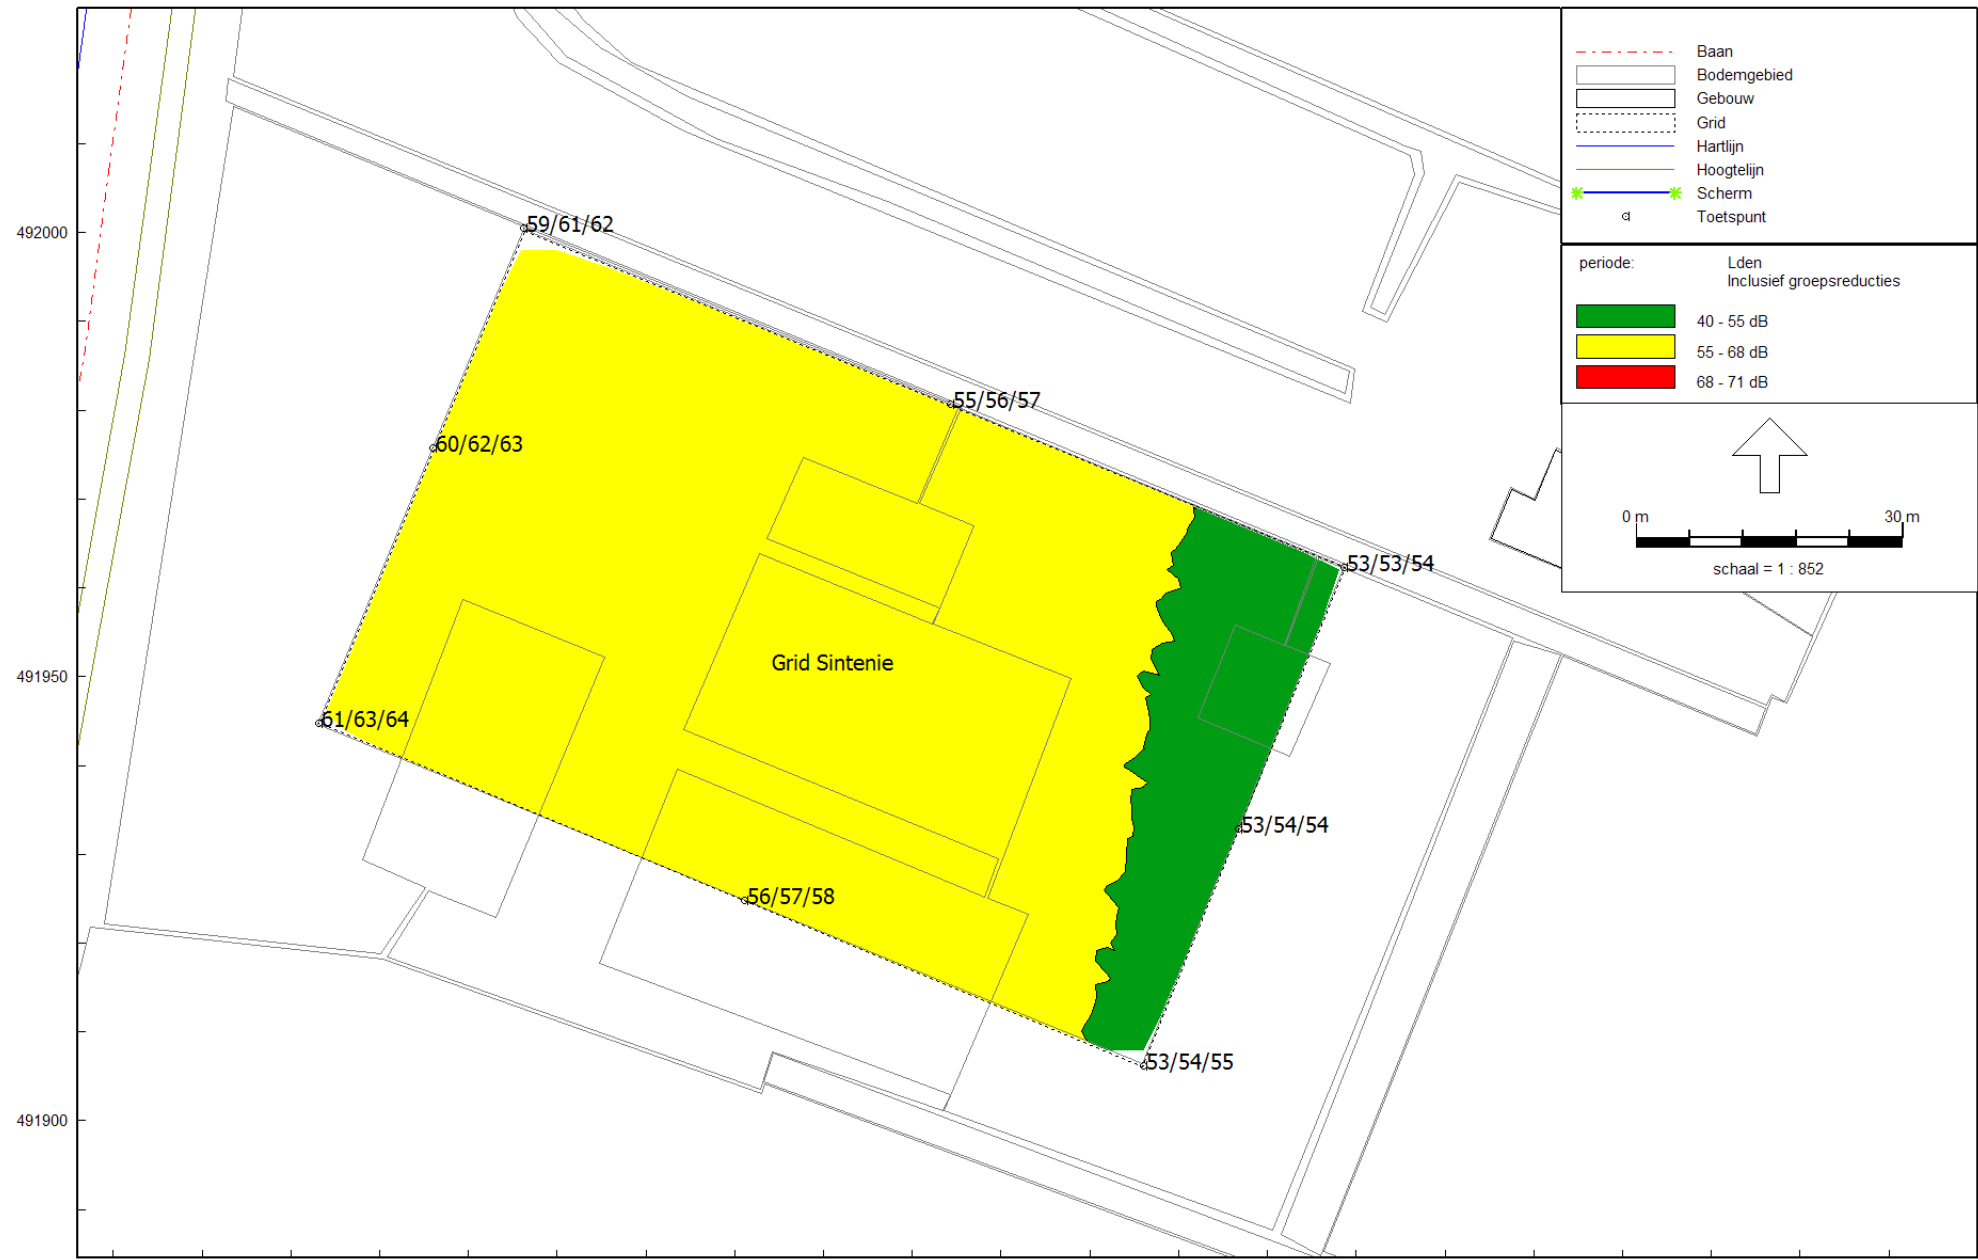 Baan
Bodemgebied
Gebouw
Grid
Hartlijn
Hoogtelijn
Scherm
Toetspunt
periode: Lden
Inclusief groepsreducties
40 - 55 dB
55 - 68 dB
68 - 71 dB
0 m 30 m
schaal = 1 : 852
492000
59/61/62
55/56/57
60/62/63
53/53/54
491950
Grid Sintenie
61/63/64
53/54/54
56/57/58
53/54/55
491900